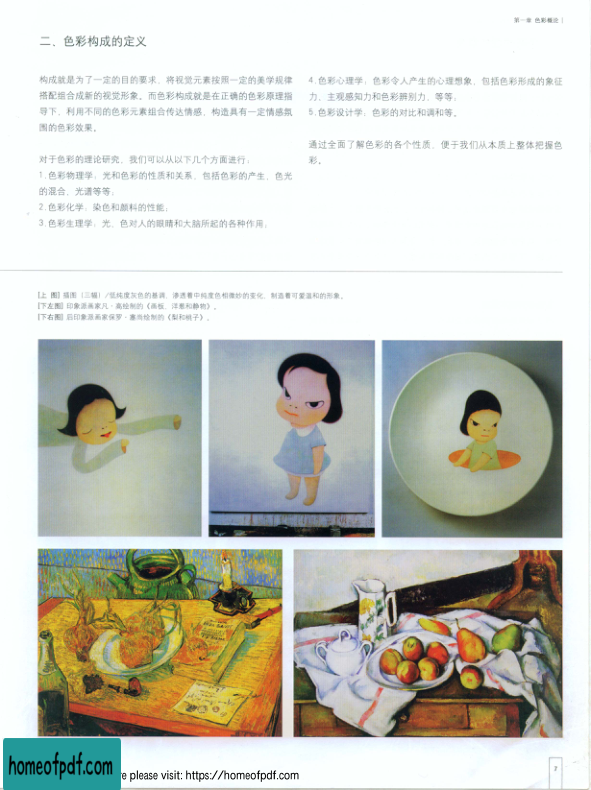 第一章 色彩概论
二、色彩构成的定义
构成就是为了一定的目的要求，将视觉元素按照一定的美学规律
搭配组合成新的视觉形象。而色彩构成就是在正确的色彩原理指
导下，利用不同的色彩元素组合传达情感，构造具有一定情感氛
围的色彩效果。
对于色彩的理论研究，我们可以从以下几个方面进行：
1.色彩物理学：光和色彩的性质和关系，包括色彩的产生、色光
的混合、光谱等等；
2.色彩化学：染色和颜料的性能；
3.色彩生理学：光、色对人的眼睛和大脑所起的各种作用；
4.色彩心理学：色彩令人产生的心理想象，包括色彩形成的象征
力、主观感知力和色彩辨别力，等等；
5.色彩设计学：色彩的对比和调和等。
通过全面了解色彩的各个性质，便于我们从本质上整体把握色
彩。
[上 图] 插图（三幅）/低纯度灰色的基调，渗透着中纯度色相微妙的变化，制造着可爱温和的形象。
[下左图] 印象派画家凡·高绘制的《画板、洋葱和静物》。
[下右图] 后印象派画家保罗·塞尚绘制的《梨和桃子》。
7
homeofpdf.com
re please visit: https://homeofpdf.com